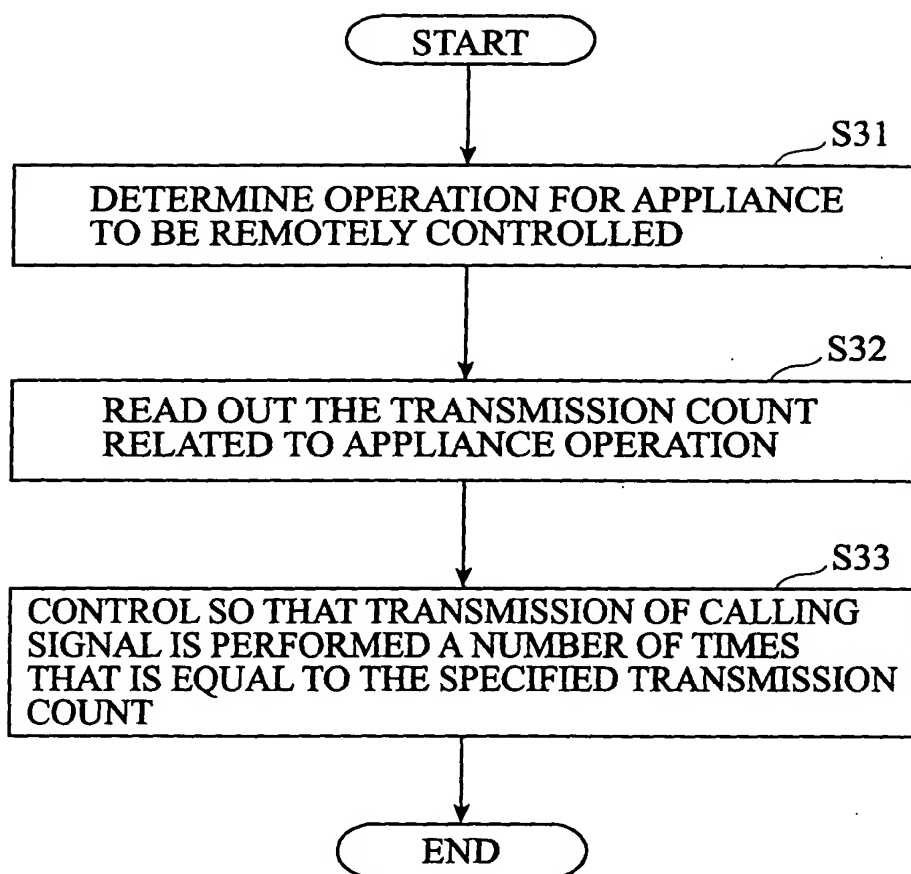 START
S31
DETERMINE OPERATION FOR APPLIANCE
TO BE REMOTELY CONTROLLED
S32
READ OUT THE TRANSMISSION COUNT
RELATED TO APPLIANCE OPERATION
S33
CONTROL SO THAT TRANSMISSION OF CALLING
SIGNAL IS PERFORMED A NUMBER OF TIMES
THAT IS EQUAL TO THE SPECIFIED TRANSMISSION
COUNT
END